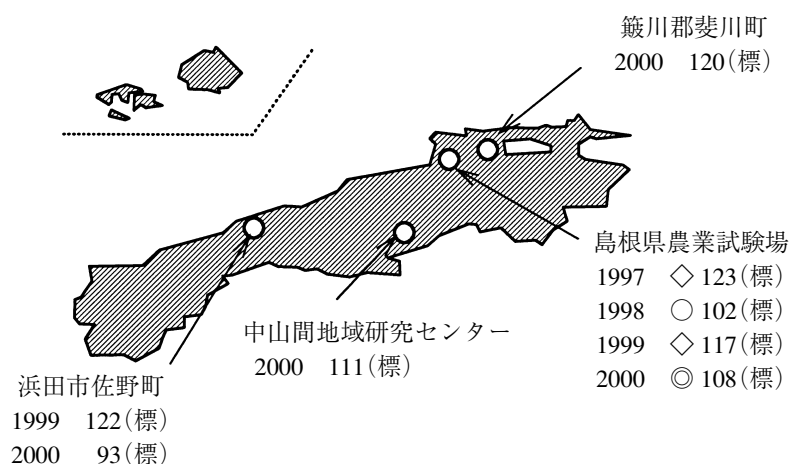 簸川郡斐川町
2000 120(標)
島根県農業試験場
1997 ◇ 123(標)
1998 ○ 102(標)
1999 ◇ 117(標)
2000 ◎ 108(標)
中山間地域研究センター
2000 111(標)
浜田市佐野町
1999 122(標)
2000 93(標)